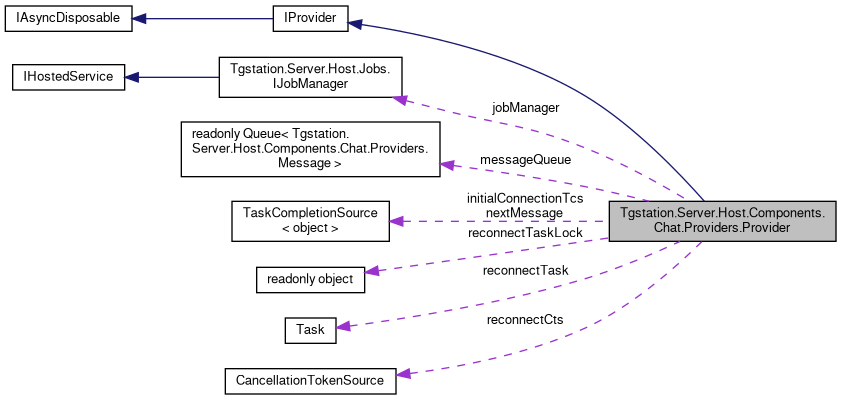 IAsyncDisposable
IProvider
IHostedService
Tgstation.Server.Host.Jobs.
IJobManager
jobManager
readonly Queue< Tgstation.
Server.Host.Components.Chat.Providers.
Message >
messageQueue
TaskCompletionSource
< object >
initialConnectionTcs
nextMessage
Tgstation.Server.Host.Components.
Chat.Providers.Provider
reconnectTaskLock
readonly object
reconnectTask
Task
reconnectCts
CancellationTokenSource